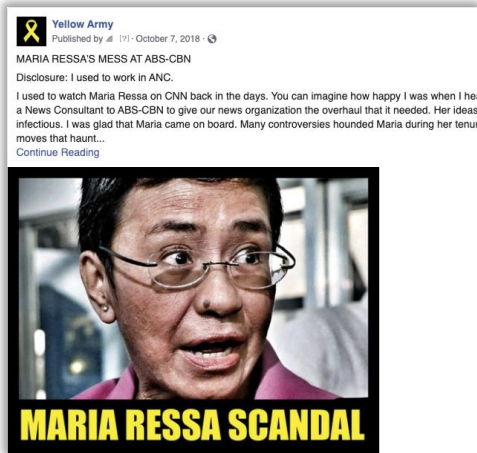 Yellow Army
Published by [?] · October 7, 2018 ·
MARIA RESSA'S MESS AT ABS-CBN
Disclosure: I used to work in ANC.
I used to watch Maria Ressa on CNN back in the days. You can imagine how happy I was when I
a News Consultant to ABS-CBN to give our news organization the overhaul that it needed. Her ideas
infectious. I was glad that Maria came on board. Many controversies hounded Maria during her
moves that haunt...
Continue Reading
MARIA RESSA SCANDAL